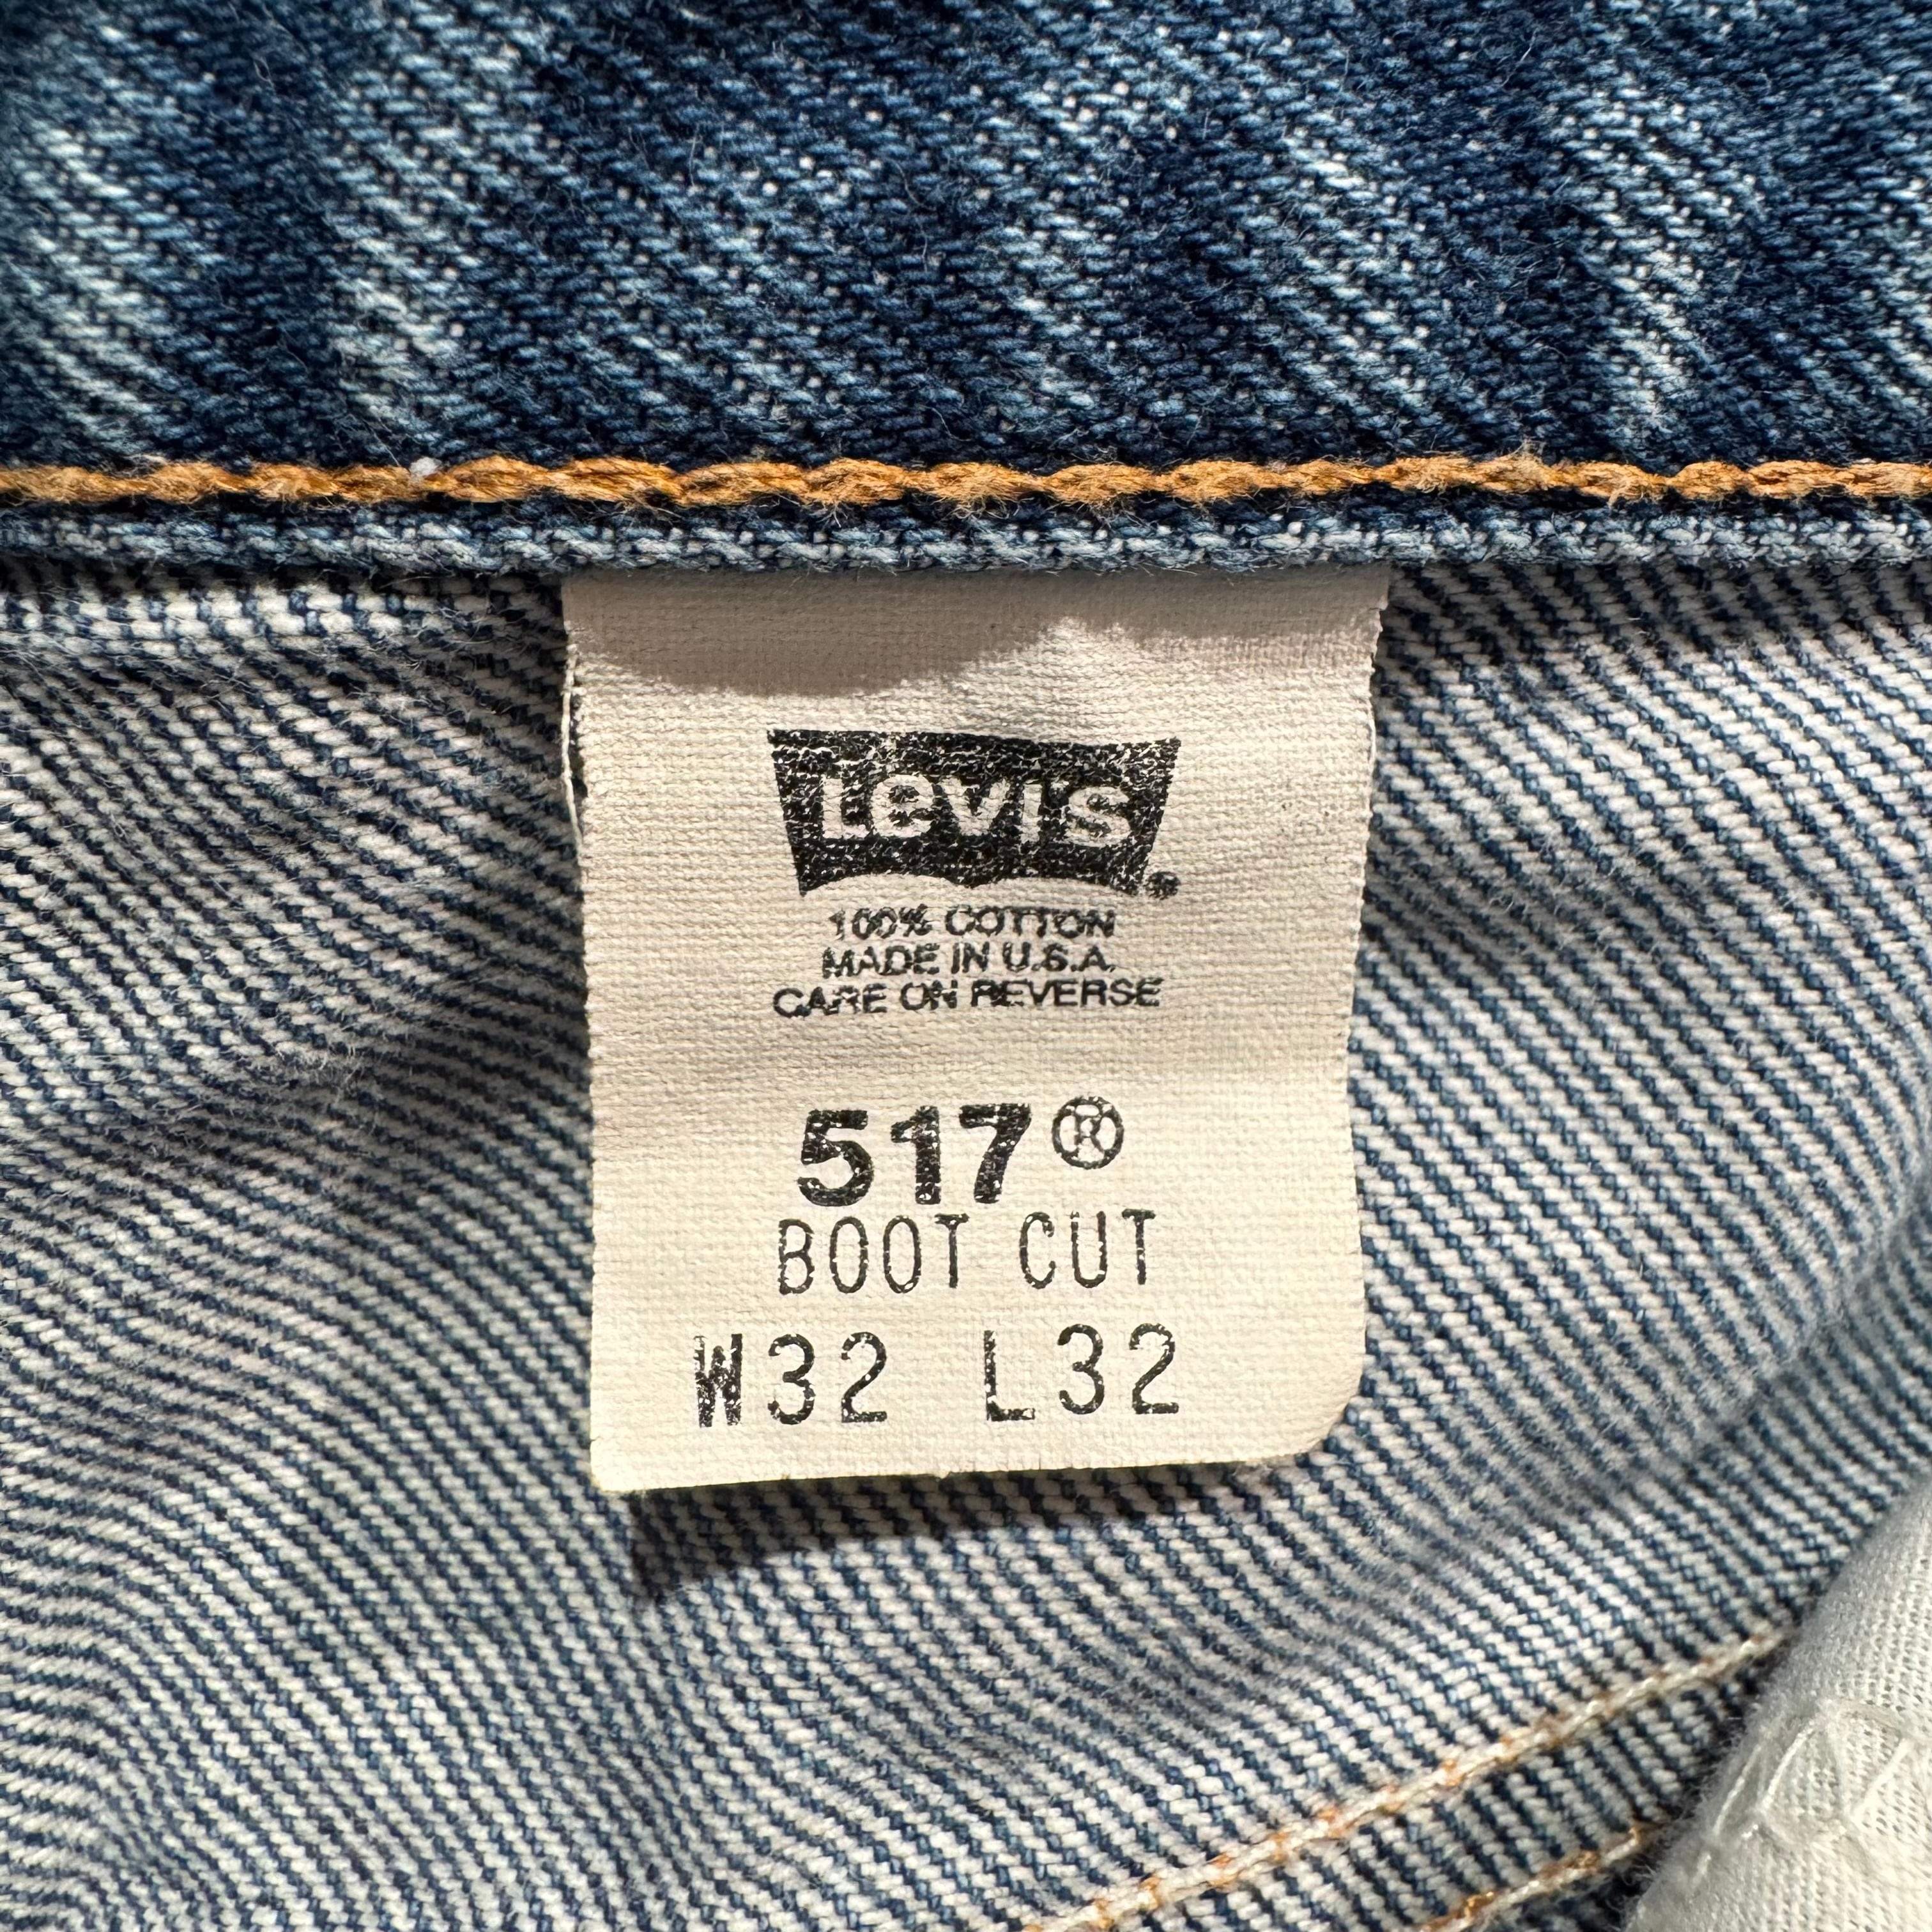 Levi's®
100% COTTON
MADE IN U.S.A.
CARE ON REVERSE
517®
BOOT CUT
W32 L32